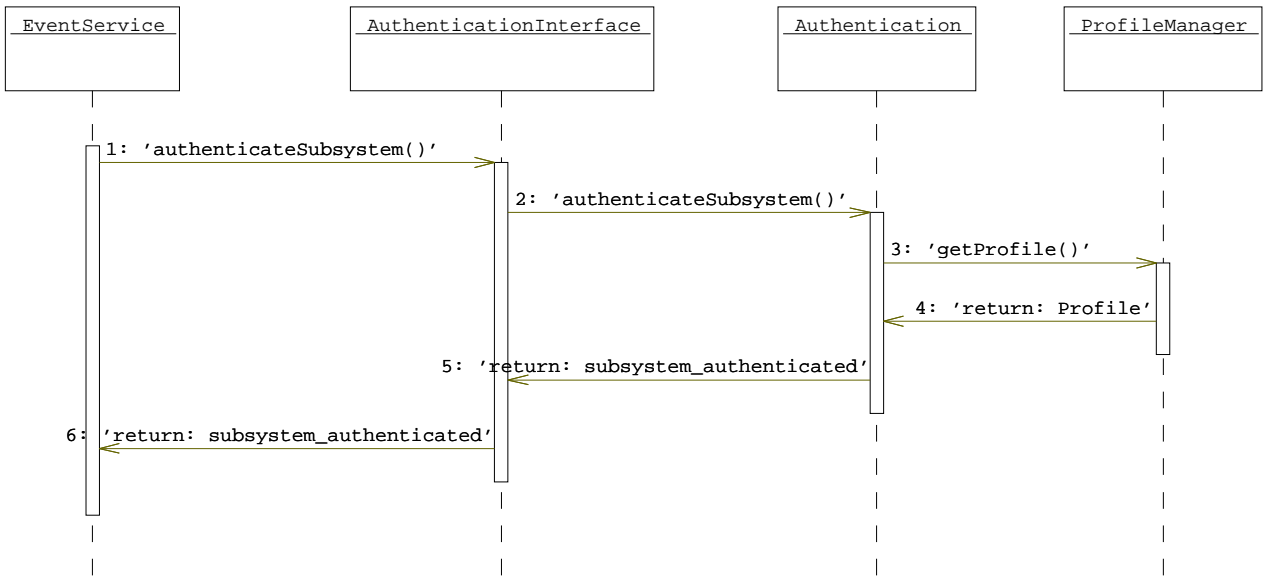 EventService
AuthenticationInterface
Authentication
ProfileManager
1: ’authenticateSubsystem()’
2: ’authenticateSubsystem()’
3: ’getProfile()’
4: ’return: Profile’
5: ’return: subsystem_authenticated’
6: ’return: subsystem_authenticated’